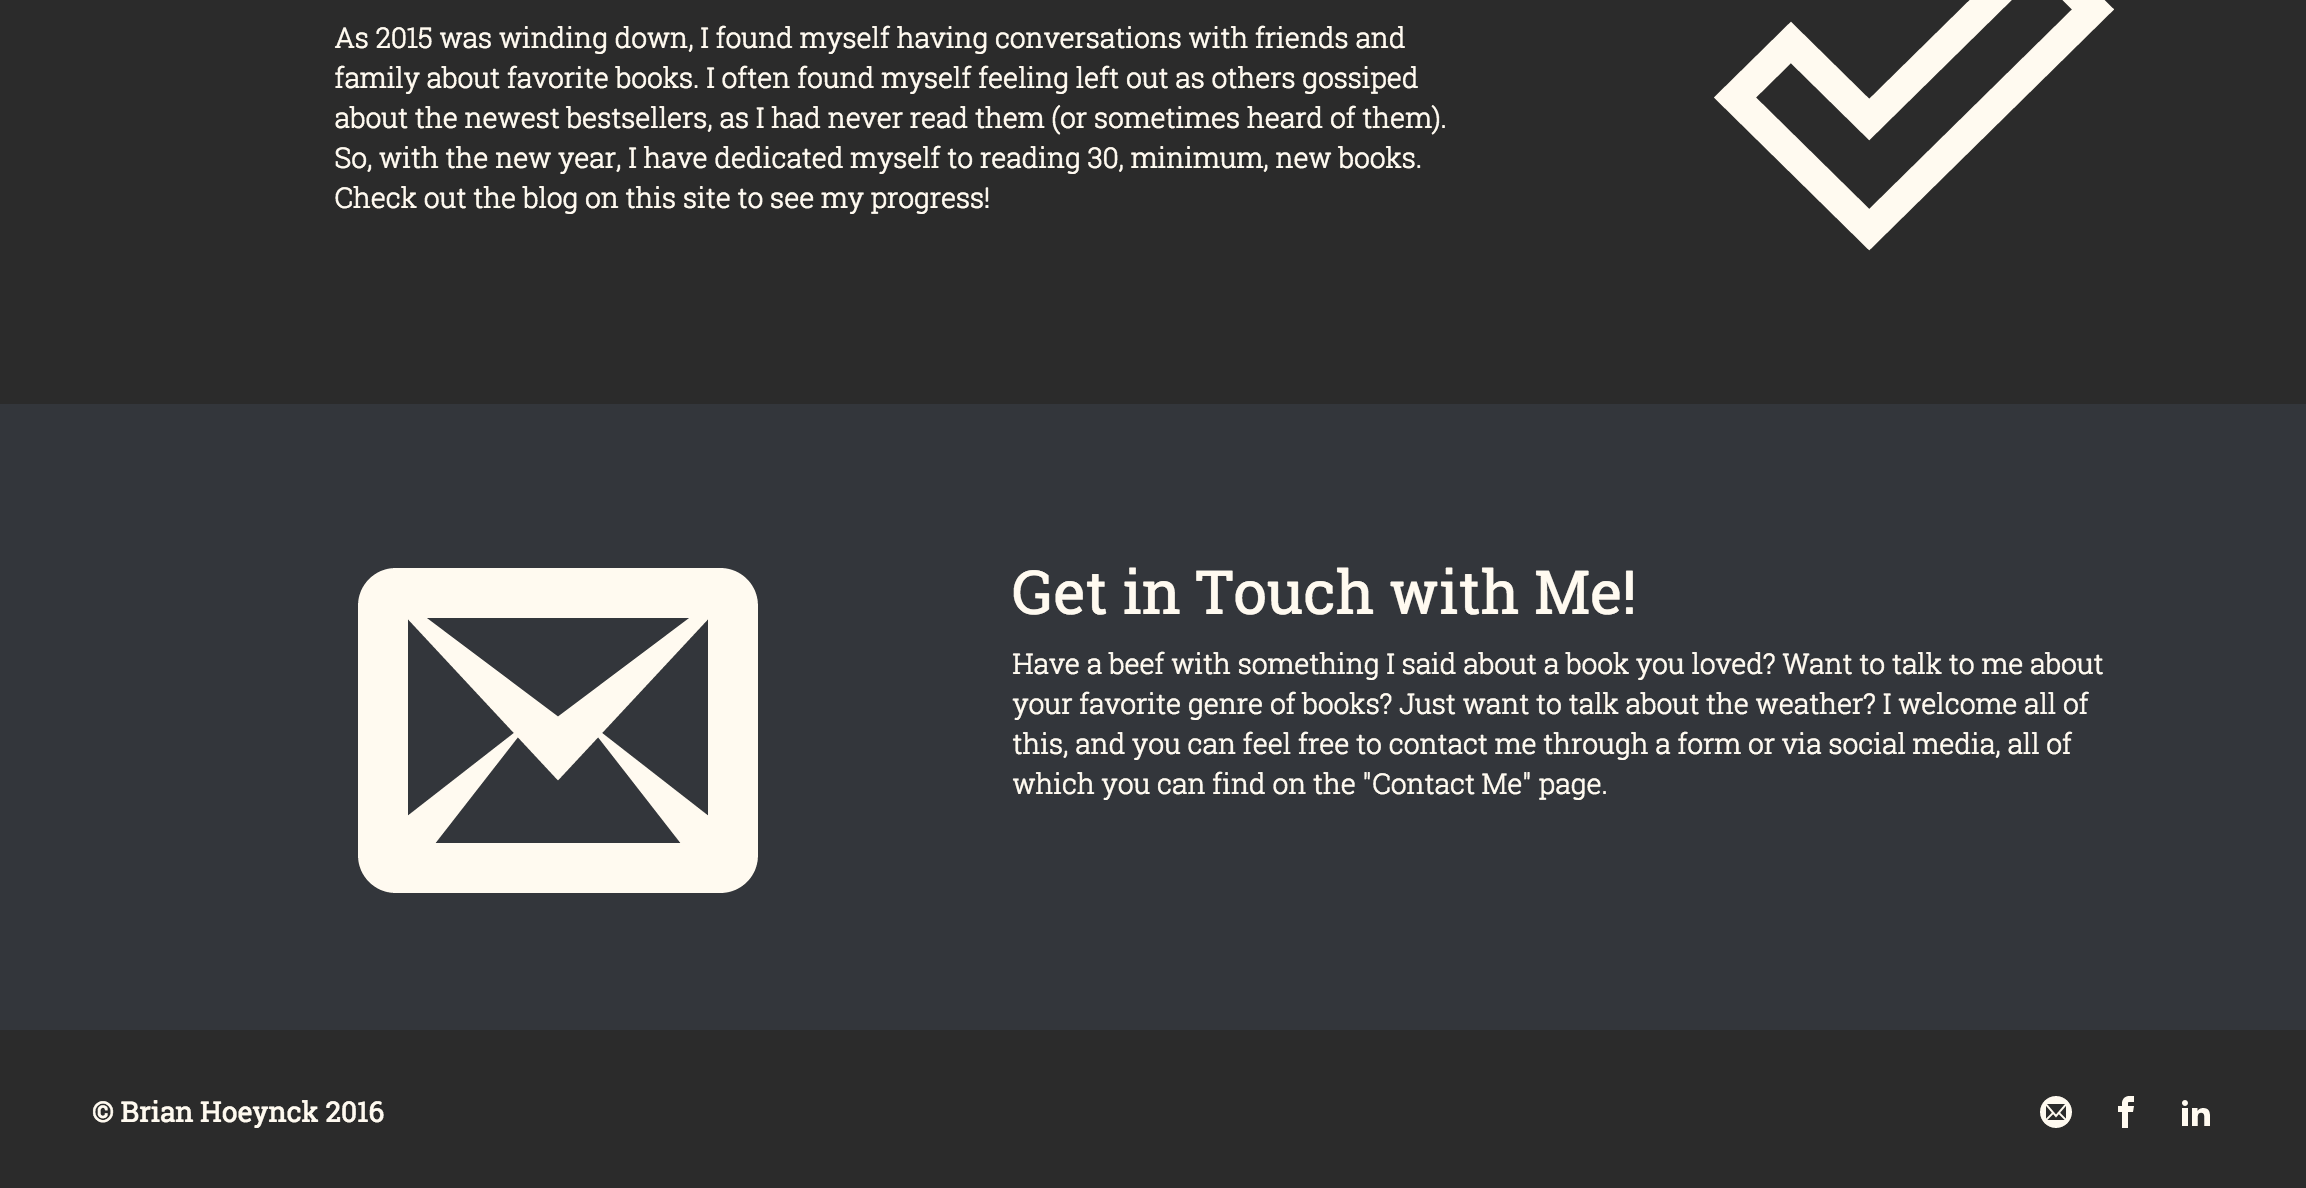 As 2015 was winding down, I found myself having conversations with friends and
family about favorite books. I often found myself feeling left out as others gossiped
about the newest bestsellers, as I had never read them (or sometimes heard of them).
So, with the new year, I have dedicated myself to reading 30, minimum, new books.
Check out the blog on this site to see my progress!
Get in Touch with Me!
Have a beef with something I said about a book you loved? Want to talk to me about
your favorite genre of books? Just want to talk about the weather? I welcome all of
this, and you can feel free to contact me through a form or via social media, all of
which you can find on the "Contact Me" page.
© Brian Hoeynck 2016